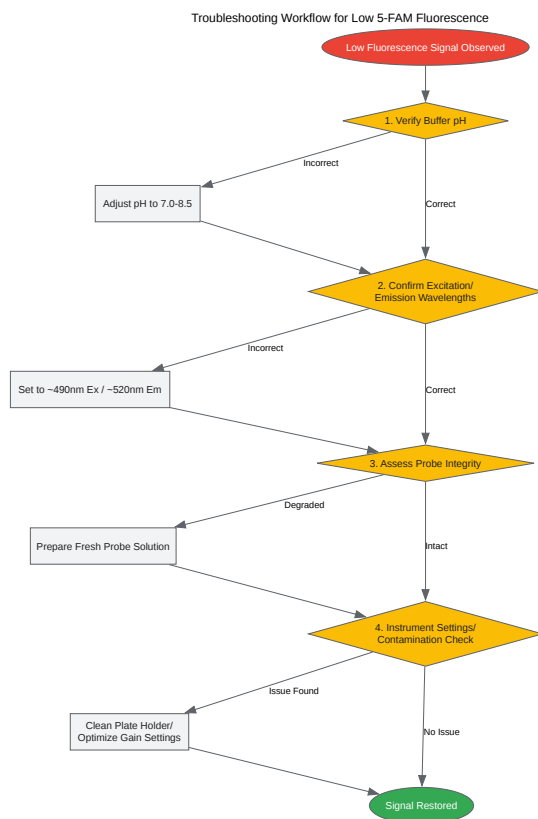 Troubleshooting Workflow for Low 5-FAM Fluorescence
Low Fluorescence Signal Observed
1. Verify Buffer pH
Incorrect
Adjust pH to 7.0-8.5
Correct
2. Confirm Excitation/
Emission Wavelengths
Incorrect
Set to ~490nm Ex / ~520nm Em
Correct
3. Assess Probe Integrity
Degraded
Prepare Fresh Probe Solution
Intact
4. Instrument Settings/
Contamination Check
Issue Found
Clean Plate Holder/
Optimize Gain Settings
No Issue
Signal Restored